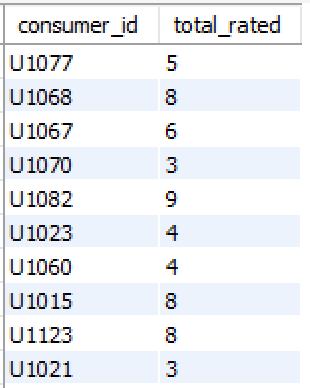 consumer_id total_rated
U1077 5
U1068 8
U1067 6
U1070 3
U1082 9
U1023 4
U1060 4
U1015 8
U1123 8
U1021 3